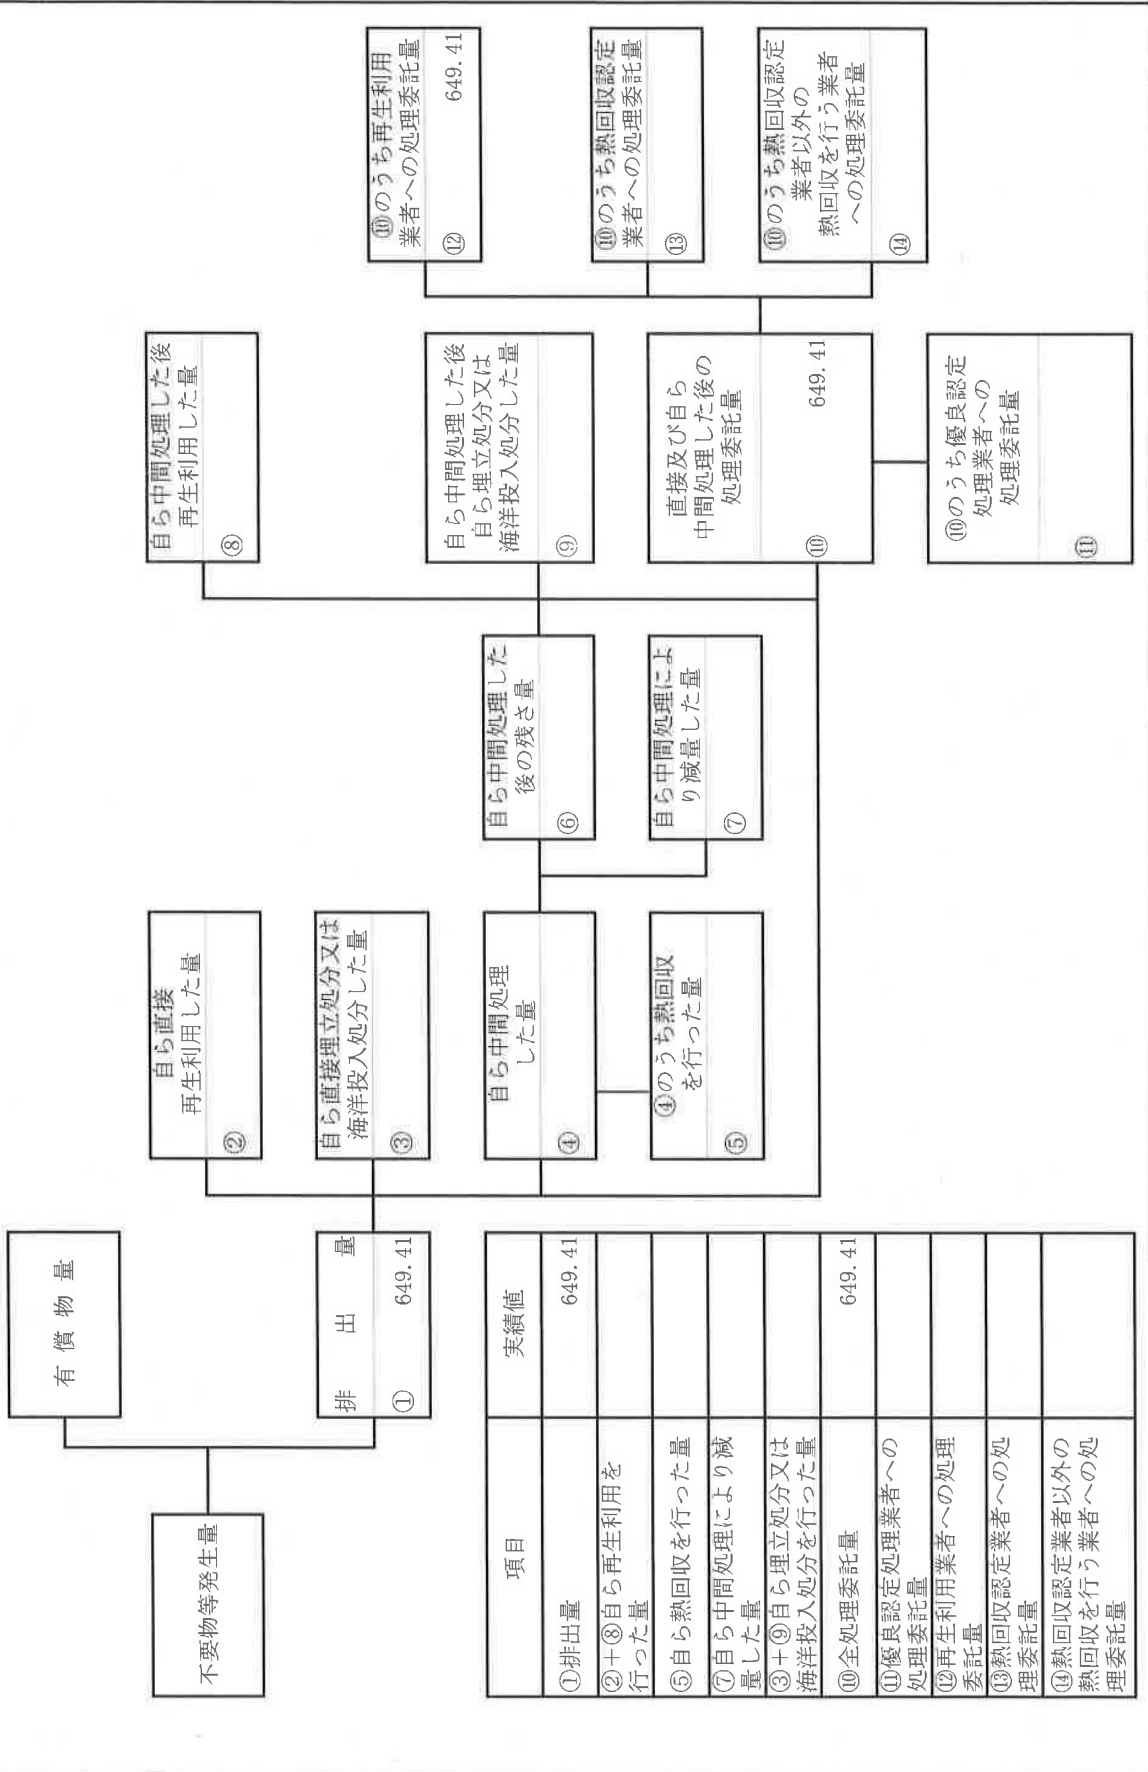 不要物等発生量
有償物量
排出量
① 649.41
自ら直接
再生利用した量
②
自ら直接埋立処分又は
海洋投入処分した量
③
自ら中間処理
した量
④
④のうち熱回収
を行った量
⑤
自ら中間処理した
後の残さ量
⑥
自ら中間処理によ
り減量した量
⑦
自ら中間処理した後
再生利用した量
⑧
自ら中間処理した後
自ら埋立処分又は
海洋投入処分した量
⑨
直接及び自ら
中間処理した後の
処理委託量
⑩ 649.41
⑩のうち優良認定
処理業者への
処理委託量
⑪
⑩のうち再生利用
業者への処理委託量
⑫ 649.41
⑩のうち熱回収認定
業者への処理委託量
⑬
⑩のうち熱回収認定
業者以外の
熱回収を行う業者
への処理委託量
⑭
項目 実績値
①排出量 649.41
②+⑧自ら再生利用を
行った量
⑤自ら熱回収を行った量
⑦自ら中間処理により減
量した量
③+⑨自ら埋立処分又は
海洋投入処分を行った量
⑩全処理委託量 649.41
⑪優良認定処理業者への
処理委託量
⑫再生利用業者への処理
委託量
⑬熱回収認定業者への処
理委託量
⑭熱回収認定業者以外の
熱回収を行う業者への処
理委託量